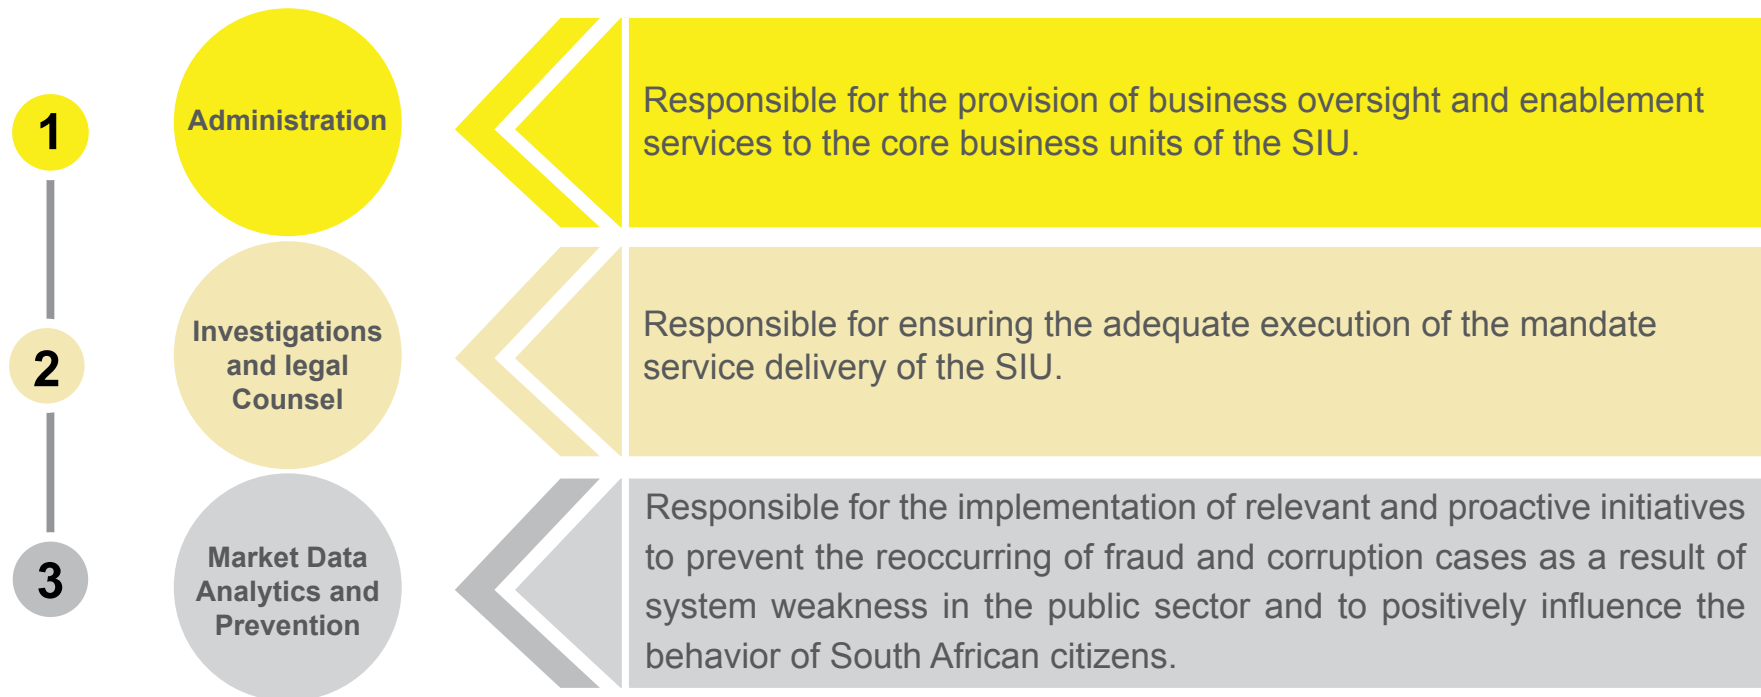 1
Administration
Responsible for the provision of business oversight and enablement
services to the core business units of the SIU.
2
Investigations
and legal
Counsel
Responsible for ensuring the adequate execution of the mandate
service delivery of the SIU.
3
Market Data
Analytics and
Prevention
Responsible for the implementation of relevant and proactive initiatives
to prevent the reoccurring of fraud and corruption cases as a result of
system weakness in the public sector and to positively influence the
behavior of South African citizens.